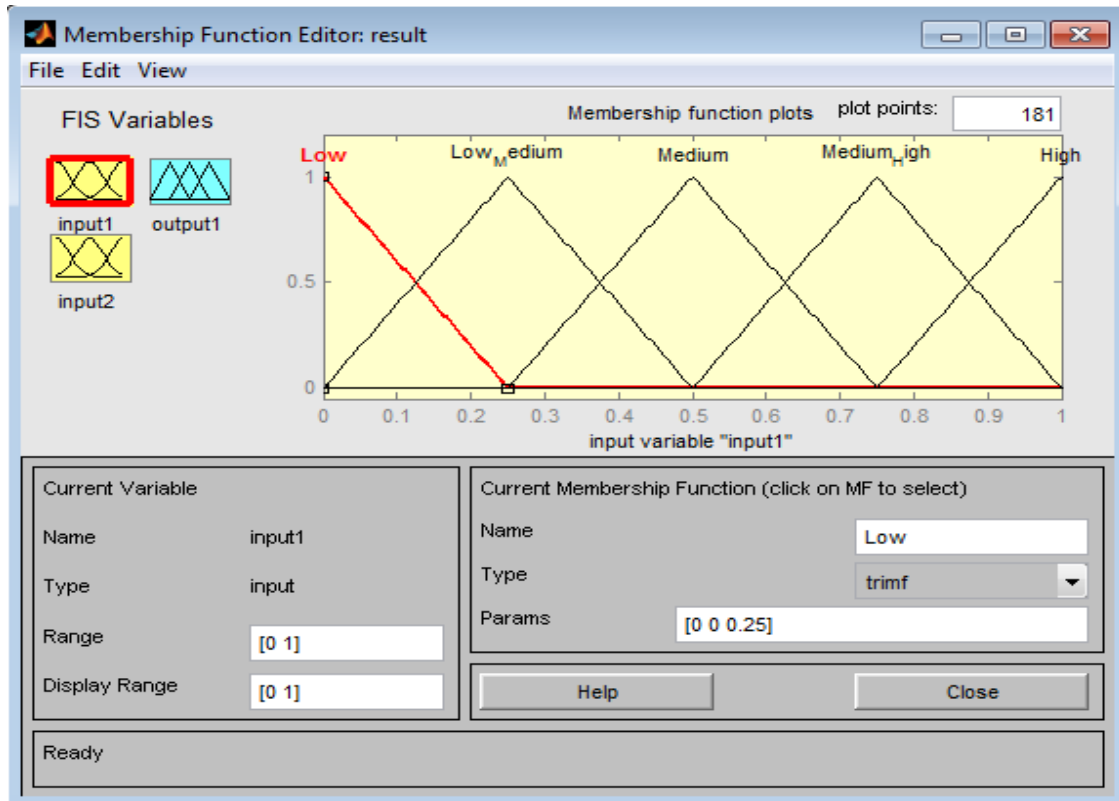 Membership Function Editor: result
File Edit View
FIS Variables
Membership function plots plot points: 181
input1
output1
input2
Low Low_Medium Medium Medium_High High
1
0.5
0
0 0.1 0.2 0.3 0.4 0.5 0.6 0.7 0.8 0.9 1
input variable "input1"
Current Variable
Name input1
Type input
Range [0 1]
Display Range [0 1]
Current Membership Function (click on MF to select)
Name Low
Type trimf
Params [0 0 0.25]
Help Close
Ready